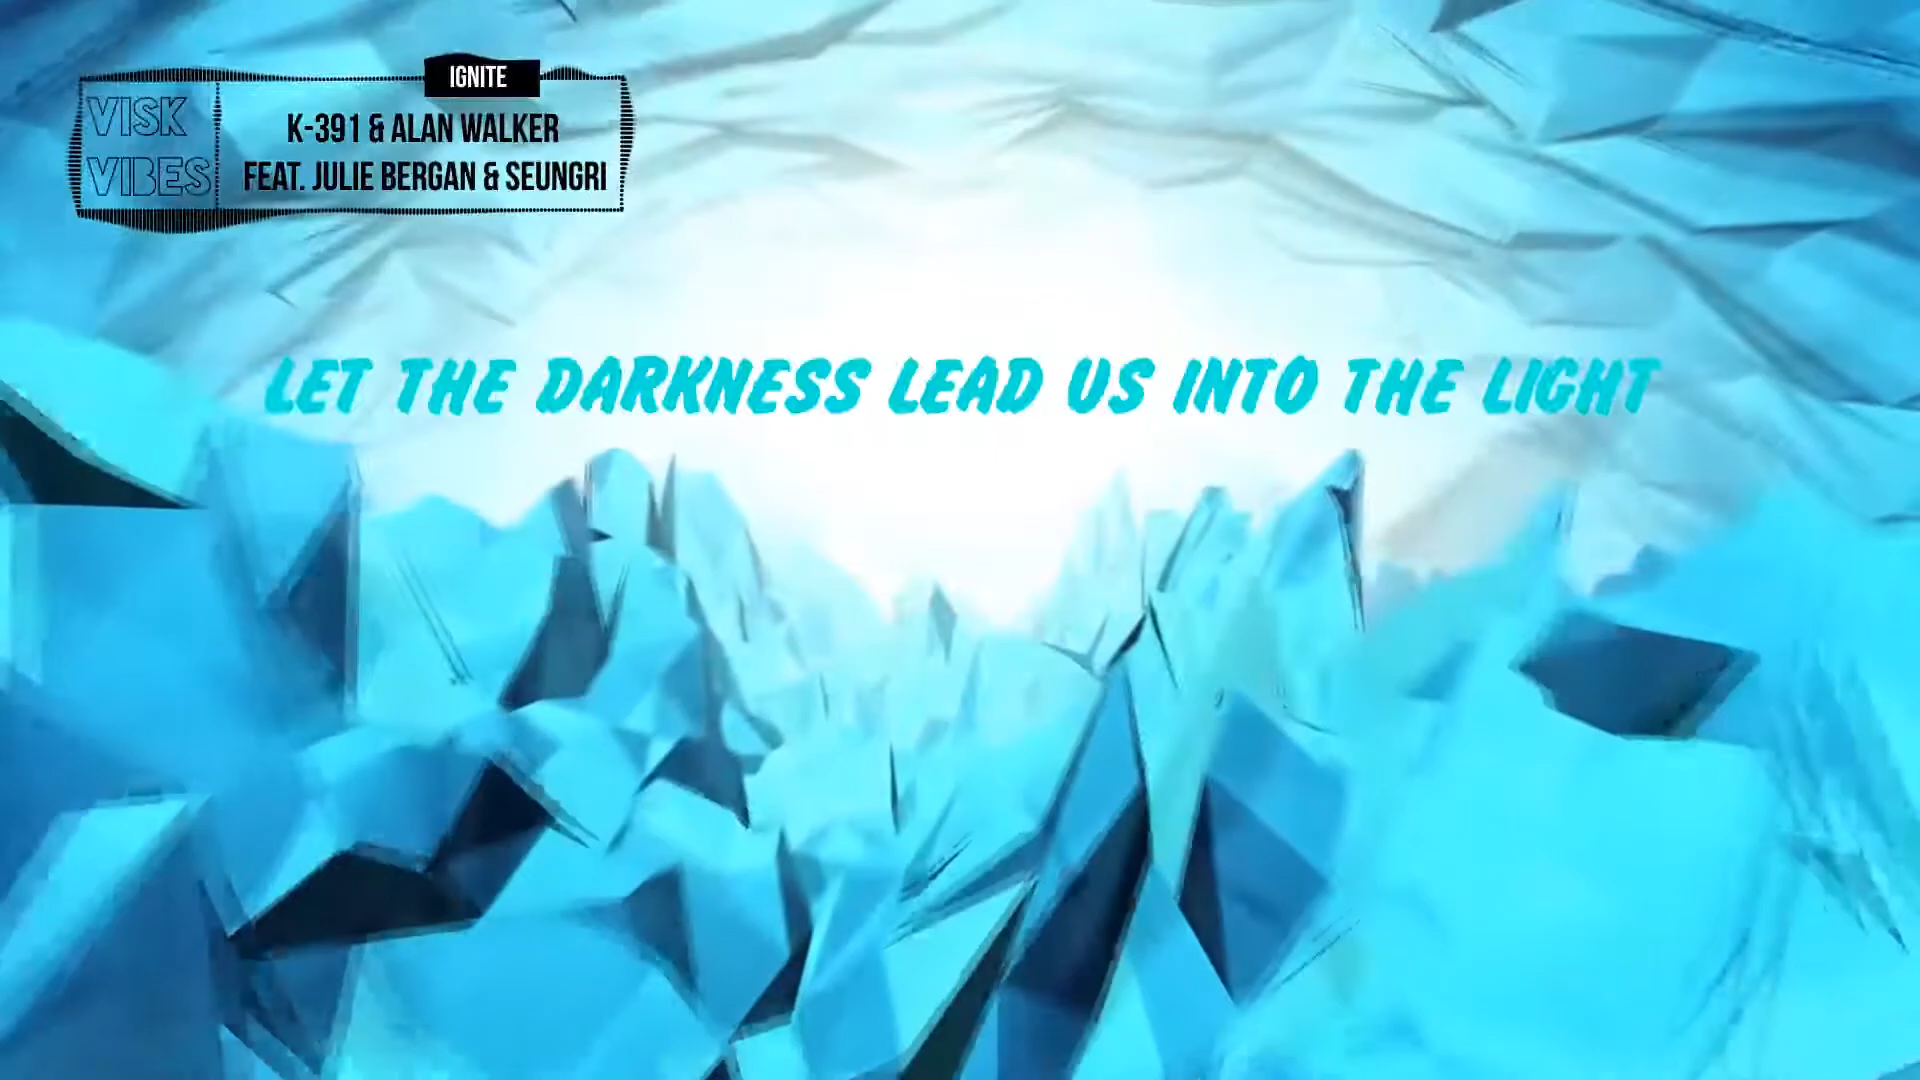 IGNITE
VISK
VIBES
K-391 & ALAN WALKER
FEAT. JULIE BERGAN & SEUNGRI
LET THE DARKNESS LEAD US INTO THE LIGHT